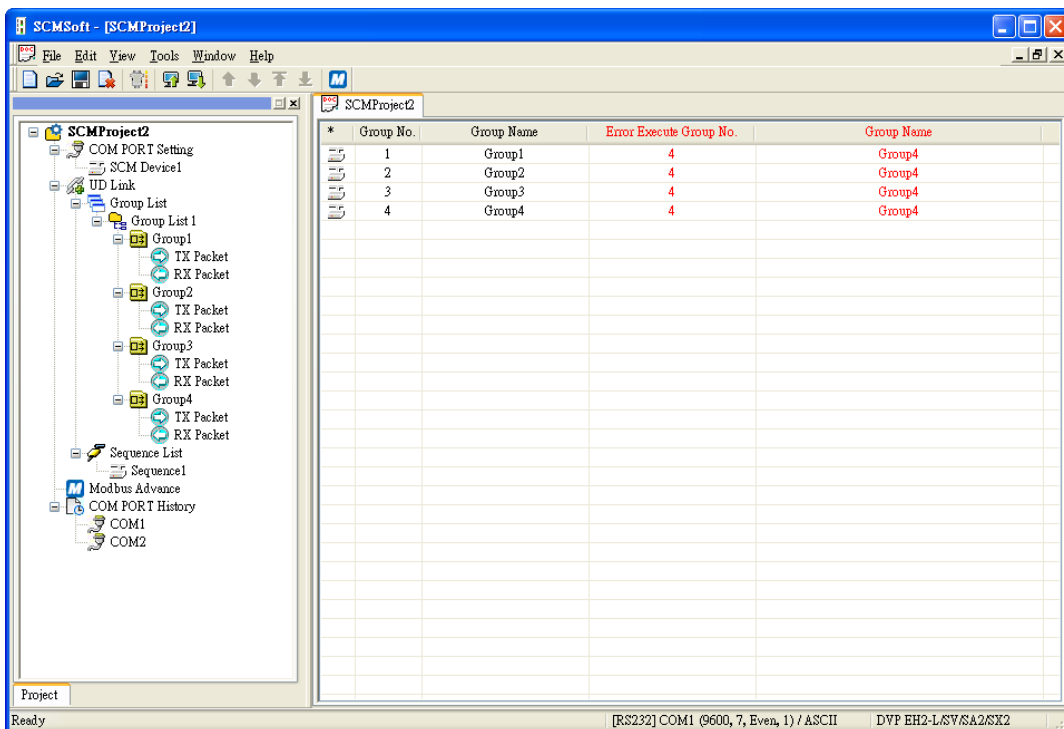 SCMSoft - [SCMProject2]
File Edit View Tools Window Help
SCMProject2
COM PORT Setting
SCM Device1
UD Link
Group List
Group List 1
Group1
TX Packet
RX Packet
Group2
TX Packet
RX Packet
Group3
TX Packet
RX Packet
Group4
TX Packet
RX Packet
Sequence List
Sequence1
Modbus Advance
COM PORT History
COM1
COM2
Project
SCMProject2
* Group No. Group Name Error Execute Group No. Group Name
1 Group1 4 Group4
2 Group2 4 Group4
3 Group3 4 Group4
4 Group4 4 Group4
Ready [RS232] COM1 (9600, 7, Even, 1) / ASCII DVP EH2-L/SV/SA2/SX2